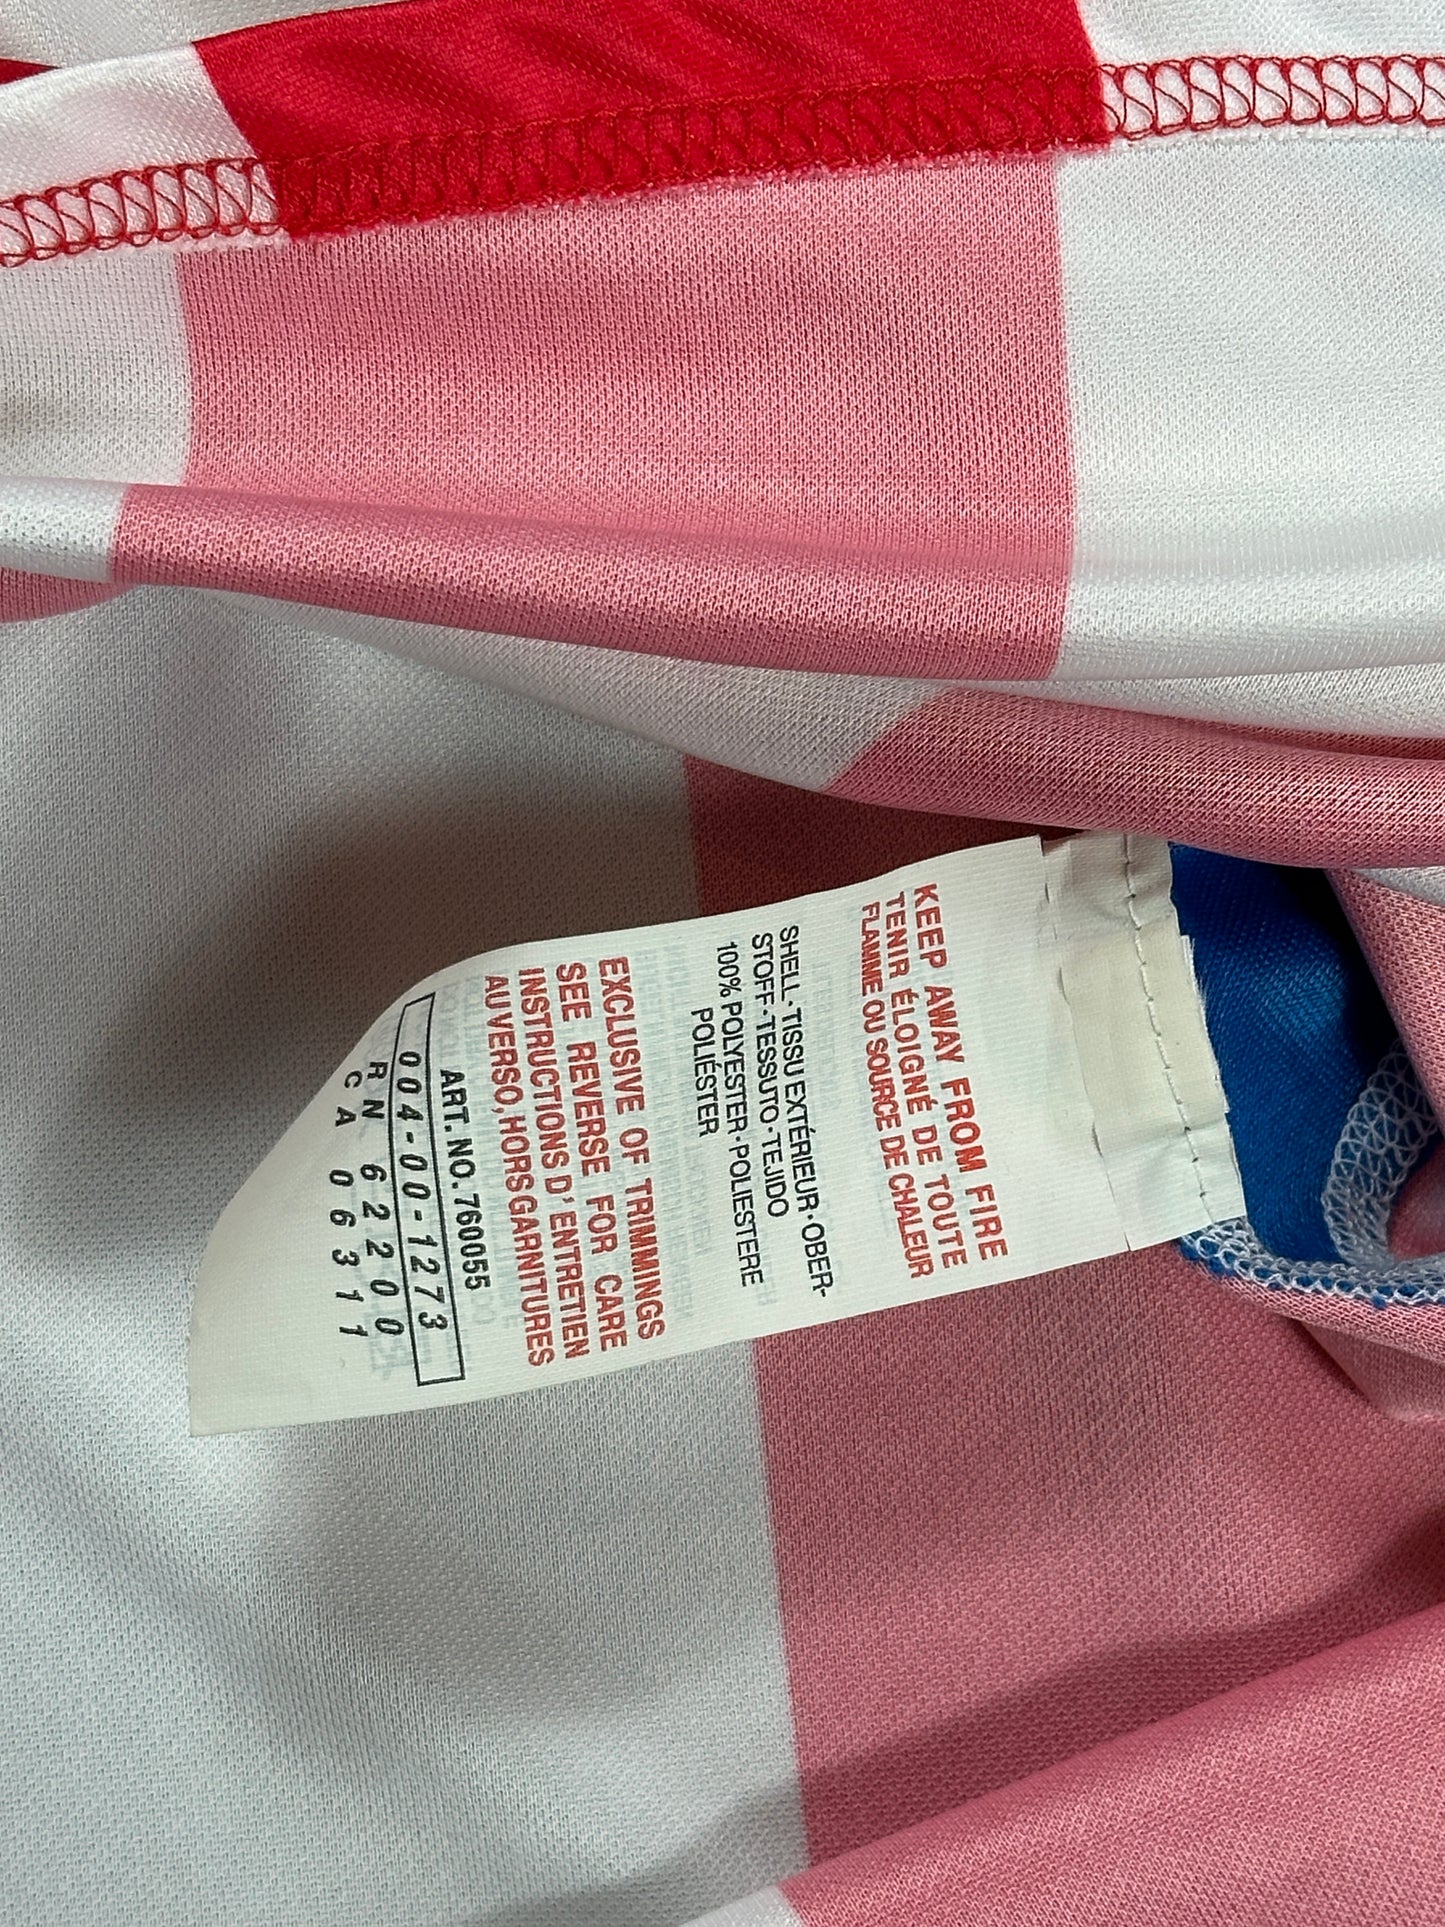 KEEP AWAY FROM FIRE
TENIR ÉLOIGNÉ DE TOUTE
FLAMME OU SOURCE DE CHALEUR
SHELL·TISSU EXTÉRIEUR·OBER-
STOFF·TESSUTO·TEJIDO
100% POLYESTER·POLIESTERE
POLIÉSTER
EXCLUSIVE OF TRIMMINGS
SEE REVERSE FOR CARE
INSTRUCTIONS D'ENTRETIEN
AU VERSO, HORS GARNITURES
ART. NO. 760055
004-00-1273
RN 62200
CA 06311